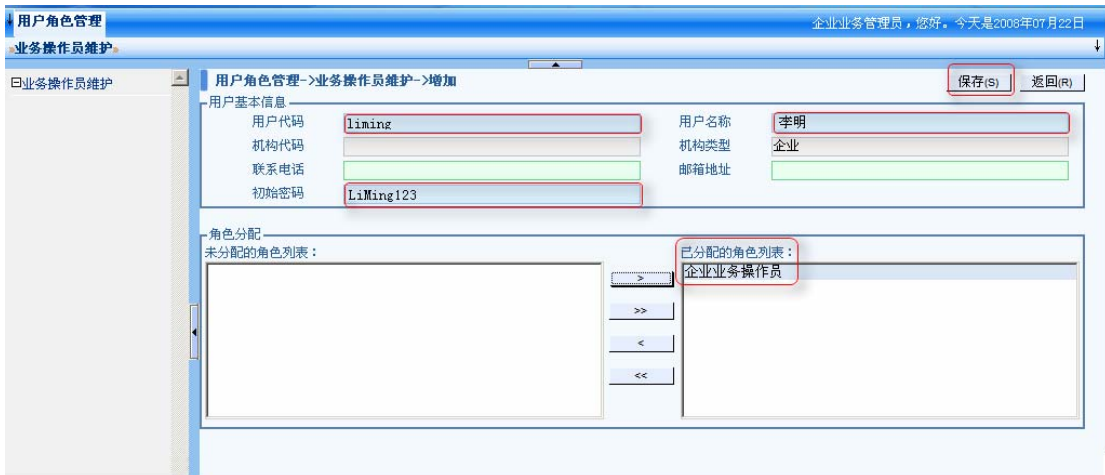 用户角色管理
企业业务管理员，您好。今天是2008年07月22日
业务操作员维护
业务操作员维护
用户角色管理->业务操作员维护->增加
保存(S) 返回(R)
用户基本信息
用户代码 liming 用户名称 李明
机构代码 机构类型 企业
联系电话 邮箱地址
初始密码 LiMing123
角色分配
未分配的角色列表： 已分配的角色列表：
企业业务操作员
>
>>
<
<<